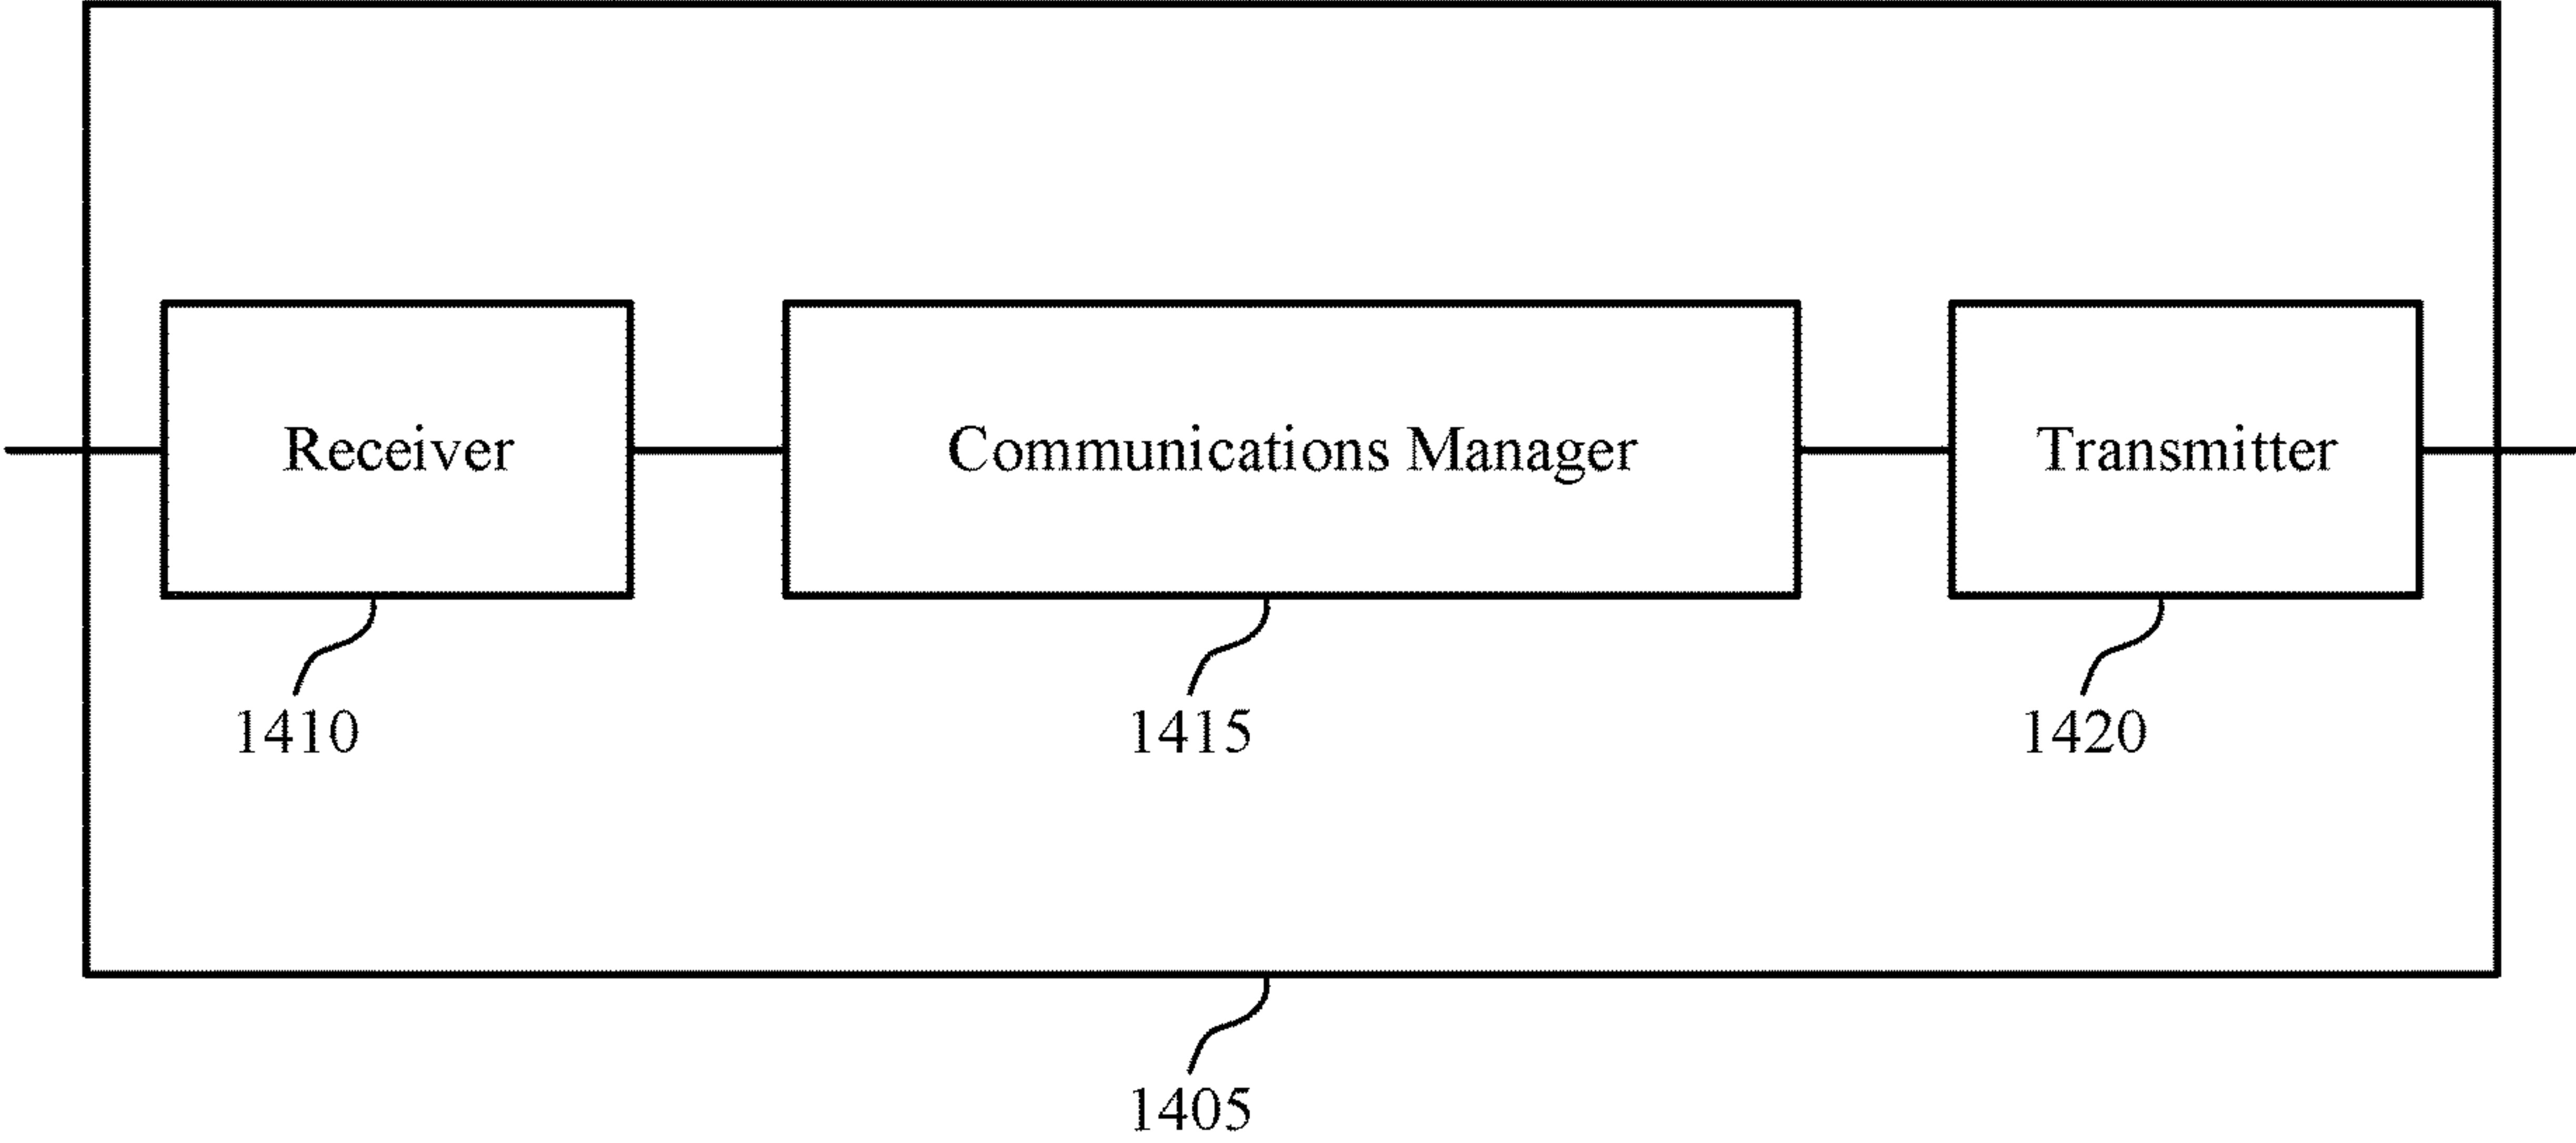 Receiver
Communications Manager
Transmitter
1410
1415
1420
1405